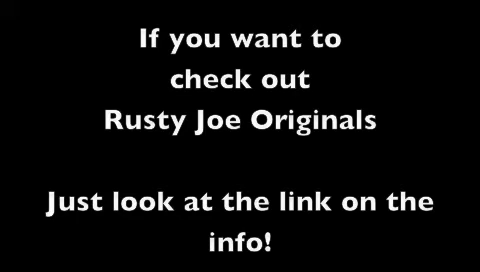 If you want to
check out
Rusty Joe Originals
Just look at the link on the
info!